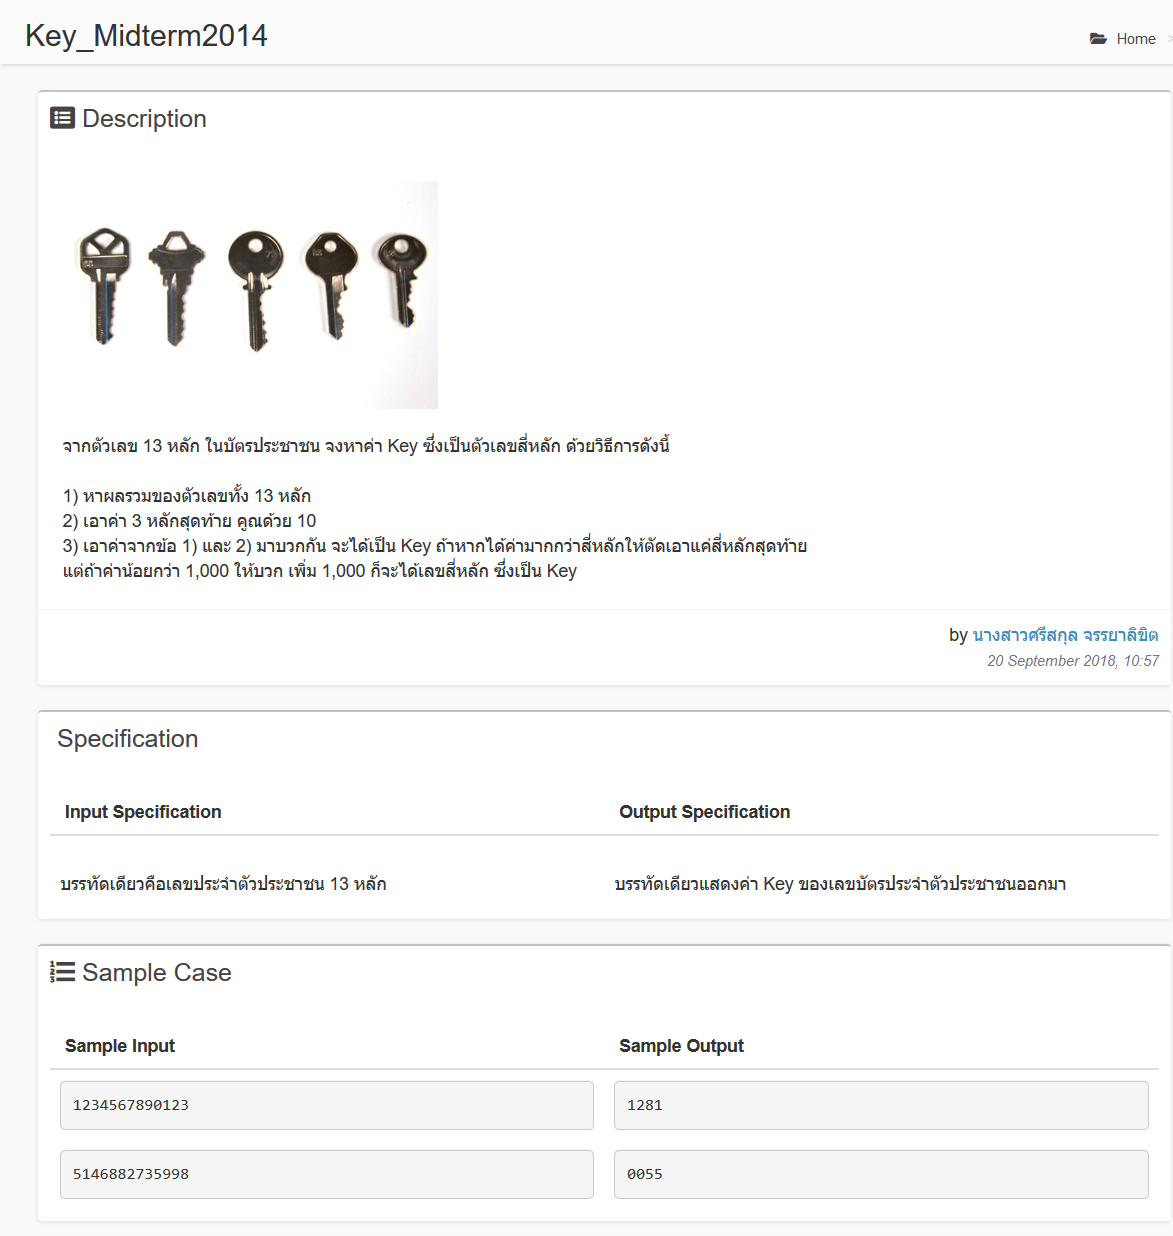 Key_Midterm2014
Home >
Description
จากตัวเลข 13 หลัก ในบัตรประชาชน จงหาค่า Key ซึ่งเป็นตัวเลขสี่หลัก ด้วยวิธีการดังนี้
1) หาผลรวมของตัวเลขทั้ง 13 หลัก
2) เอาค่า 3 หลักสุดท้าย คูณด้วย 10
3) เอาค่าจากข้อ 1) และ 2) มาบวกกัน จะได้เป็น Key ถ้าหากได้ค่ามากกว่าสี่หลักให้ตัดเอาแค่สี่หลักสุดท้าย
แต่ถ้าค่าน้อยกว่า 1,000 ให้บวก เพิ่ม 1,000 ก็จะได้เลขสี่หลัก ซึ่งเป็น Key
by นางสาวศรีสกุล จรรยาลิขิต
20 September 2018, 10:57
Specification
Input Specification Output Specification
บรรทัดเดียวคือเลขประจำตัวประชาชน 13 หลัก บรรทัดเดียวแสดงค่า Key ของเลขบัตรประจำตัวประชาชนออกมา
Sample Case
Sample Input Sample Output
1234567890123 1281
5146882735998 0055